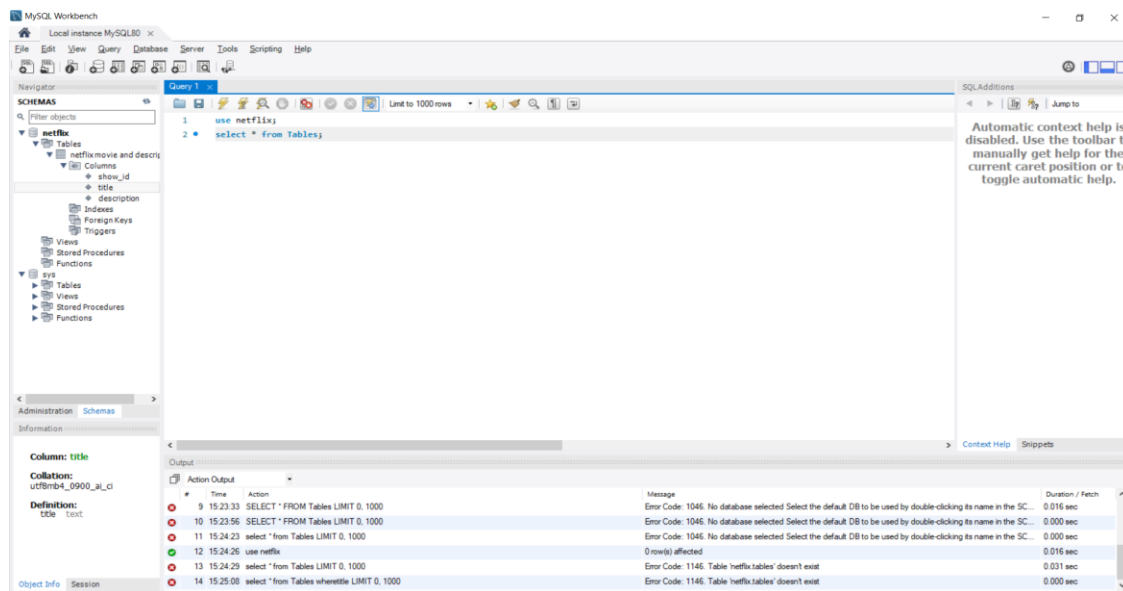 MySQL Workbench
Local instance MySQL80 ×
File Edit View Query Database Server Tools Scripting Help
Navigator
SCHEMAS
Filter objects
netflix
Tables
netflixmovie and descrip
Columns
show_id
title
description
Indexes
Foreign Keys
Triggers
Views
Stored Procedures
Functions
sys
Tables
Views
Stored Procedures
Functions
Administration Schemas
Information
Column: title
Collation:
utf8mb4_0900_ai_ci
Definition:
title text
Object Info Session
Query 1 ×
Limit to 1000 rows
1 use netflix;
2 select * from Tables;
SQLAdditions
Jump to
Automatic context help is
disabled. Use the toolbar t
manually get help for the
current caret position or to
toggle automatic help.
Context Help Snippets
Output
Action Output
# Time Action Message Duration / Fetch
9 15:23:33 SELECT * FROM Tables LIMIT 0, 1000 Error Code: 1046. No database selected Select the default DB to be used by double-clicking its name in the SC... 0.016 sec
10 15:23:56 SELECT * FROM Tables LIMIT 0, 1000 Error Code: 1046. No database selected Select the default DB to be used by double-clicking its name in the SC... 0.000 sec
11 15:24:23 select * from Tables LIMIT 0, 1000 Error Code: 1046. No database selected Select the default DB to be used by double-clicking its name in the SC... 0.000 sec
12 15:24:26 use netflix 0 row(s) affected 0.016 sec
13 15:24:29 select * from Tables LIMIT 0, 1000 Error Code: 1146. Table 'netflix.tables' doesn't exist 0.031 sec
14 15:25:08 select * from Tables wheretitle LIMIT 0, 1000 Error Code: 1146. Table 'netflix.tables' doesn't exist 0.000 sec